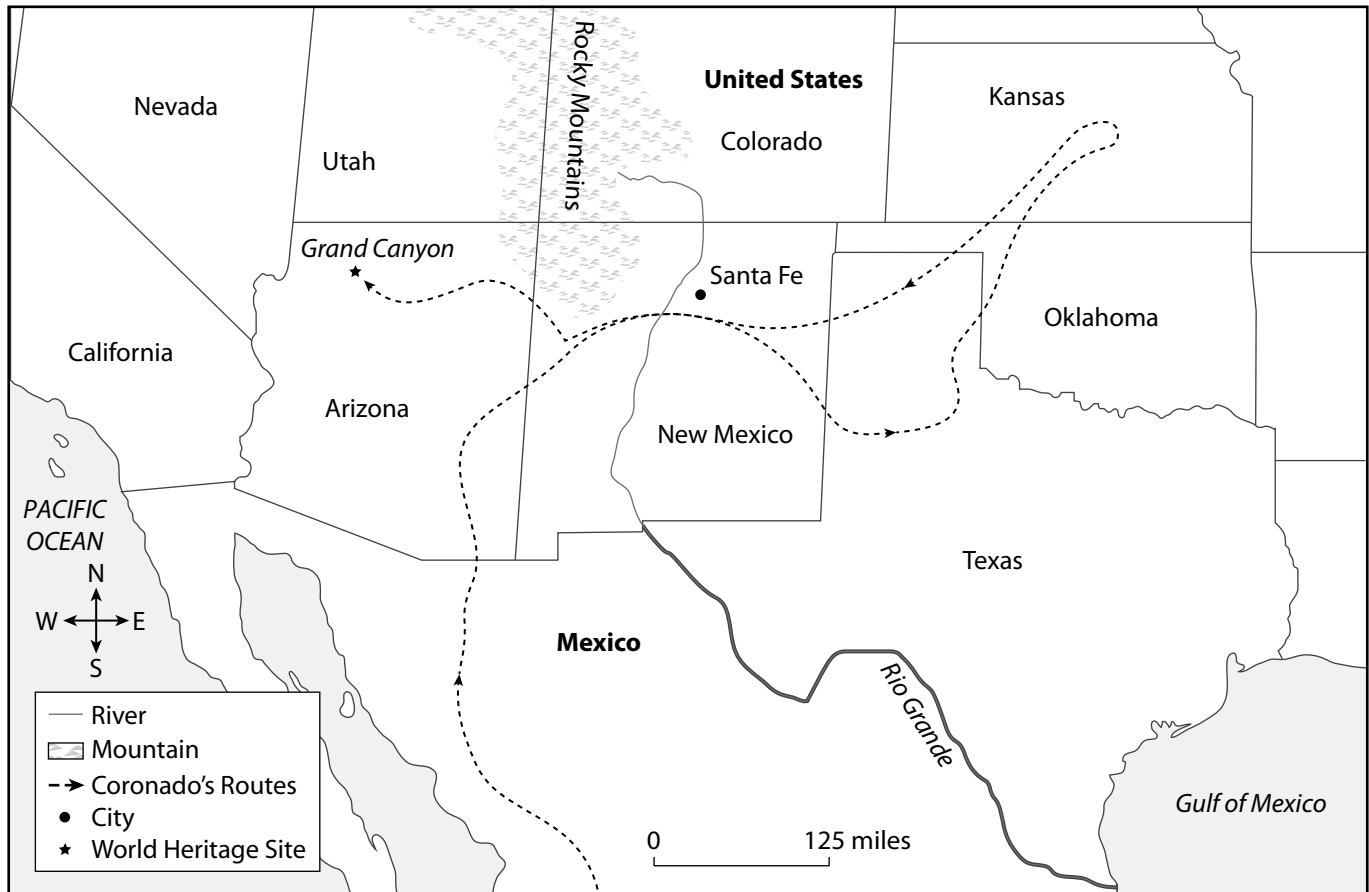 Rocky Mountains
United States
Nevada
Kansas
Colorado
Utah
Grand Canyon
Santa Fe
Oklahoma
California
Arizona
New Mexico
PACIFIC
OCEAN
Texas
N
W
E
S
Mexico
Rio Grande
River
Mountain
Coronado's Routes
City
World Heritage Site
0
125 miles
Gulf of Mexico